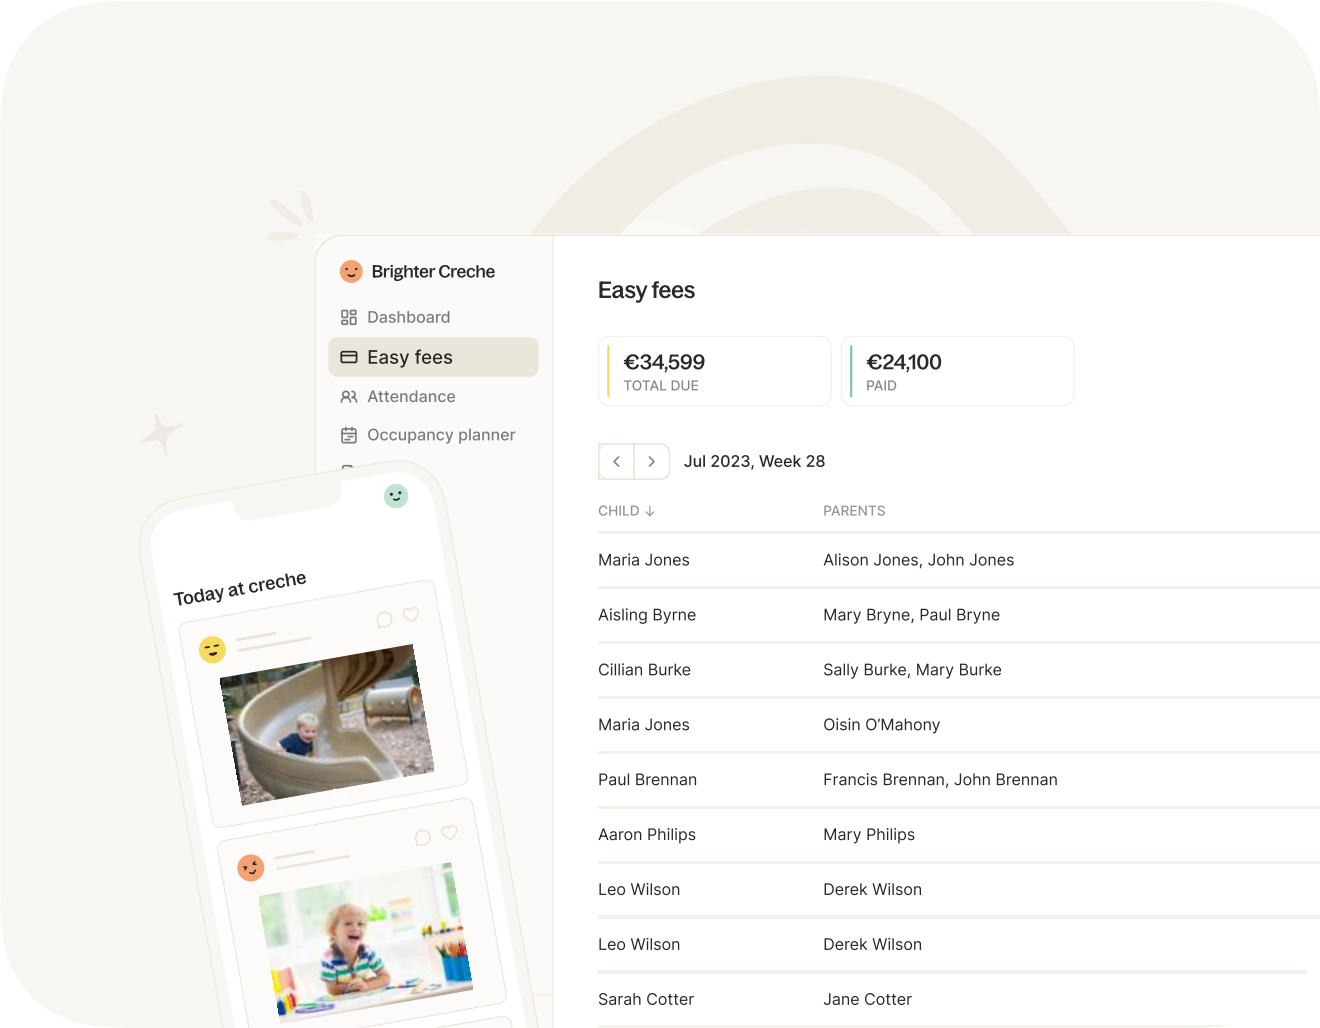 Brighter Creche
Dashboard
Easy fees
Attendance
Occupancy planner
Easy fees
€34,599
TOTAL DUE
€24,100
PAID
Jul 2023, Week 28
CHILD ↓ PARENTS
Maria Jones Alison Jones, John Jones
Aisling Byrne Mary Bryne, Paul Bryne
Cillian Burke Sally Burke, Mary Burke
Maria Jones Oisin O’Mahony
Paul Brennan Francis Brennan, John Brennan
Aaron Philips Mary Philips
Leo Wilson Derek Wilson
Leo Wilson Derek Wilson
Sarah Cotter Jane Cotter
Today at creche